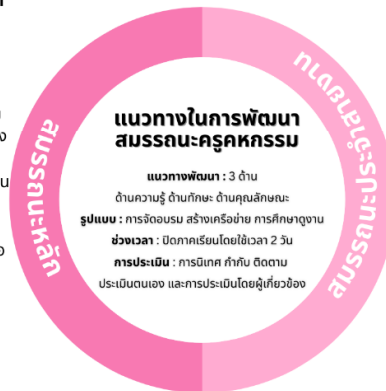 แนวทางในการพัฒนา
สมรรถนะครูคหกรรม
แนวทางพัฒนา : 3 ด้าน
ด้านความรู้ ด้านทักษะ ด้านคุณลักษณะ
รูปแบบ : การจัดอบรม สร้างเครือข่าย การศึกษาดูงาน
ช่วงเวลา : ปิดภาคเรียนโดยใช้เวลา 2 วัน
การประเมิน : การนิเทศ กำกับ ติดตาม
ประเมินตนเอง และการประเมินโดยผู้เกี่ยวข้อง
สมรรถนะหลัก
สมรรถนะประจำสายงาน